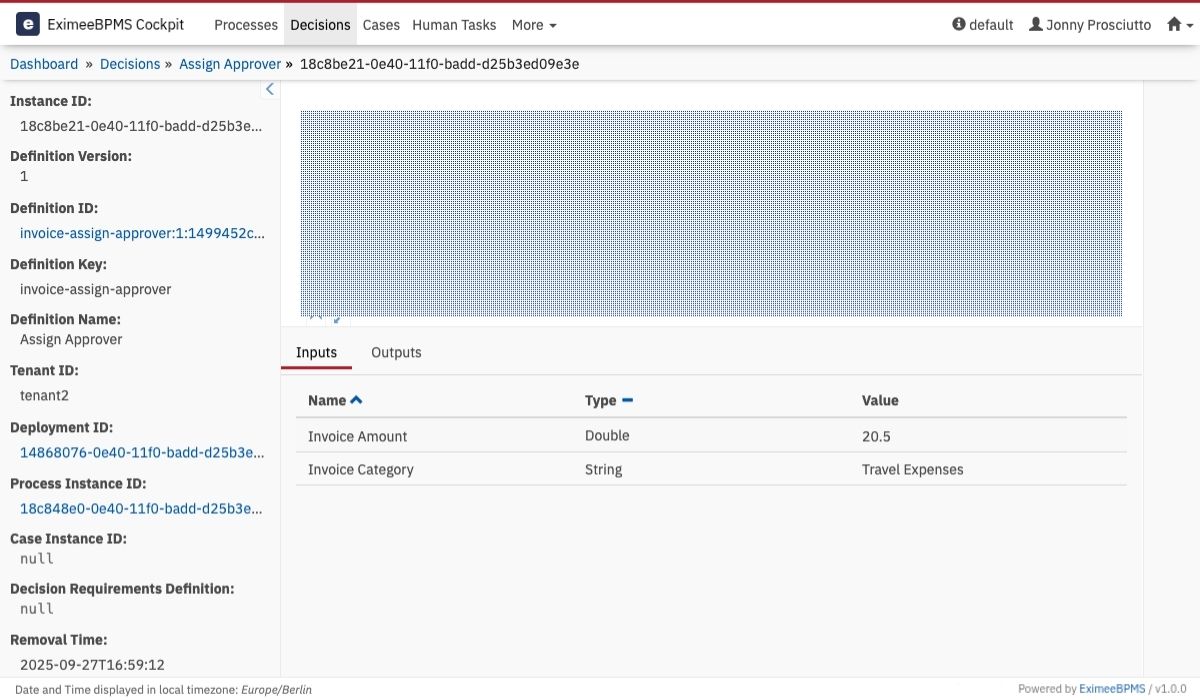 e EximeeBPMS Cockpit Processes Decisions Cases Human Tasks More default Jonny Prosciutto
Dashboard » Decisions » Assign Approver » 18c8be21-0e40-11f0-badd-d25b3ed09e3e
Instance ID:
18c8be21-0e40-11f0-badd-d25b3e...
Definition Version:
1
Definition ID:
invoice-assign-approver:1:1499452c...
Definition Key:
invoice-assign-approver
Definition Name:
Assign Approver
Tenant ID:
tenant2
Deployment ID:
14868076-0e40-11f0-badd-d25b3e...
Process Instance ID:
18c848e0-0e40-11f0-badd-d25b3e...
Case Instance ID:
null
Decision Requirements Definition:
null
Removal Time:
2025-09-27T16:59:12
Inputs Outputs
Name Type Value
Invoice Amount Double 20.5
Invoice Category String Travel Expenses
Date and Time displayed in local timezone: Europe/Berlin Powered by EximeeBPMS / v1.0.0